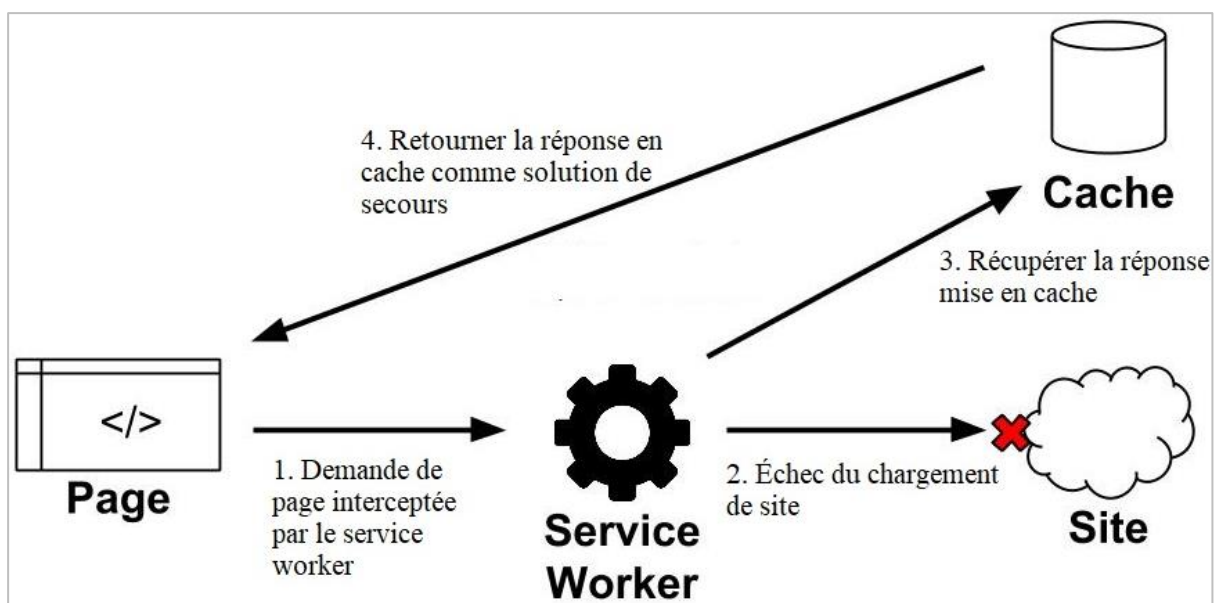 4. Retourner la réponse en
cache comme solution de
secours
Cache
3. Récupérer la réponse
mise en cache
</>
Page
1. Demande de
page interceptée
par le service
worker
Service
Worker
2. Échec du chargement
de site
Site